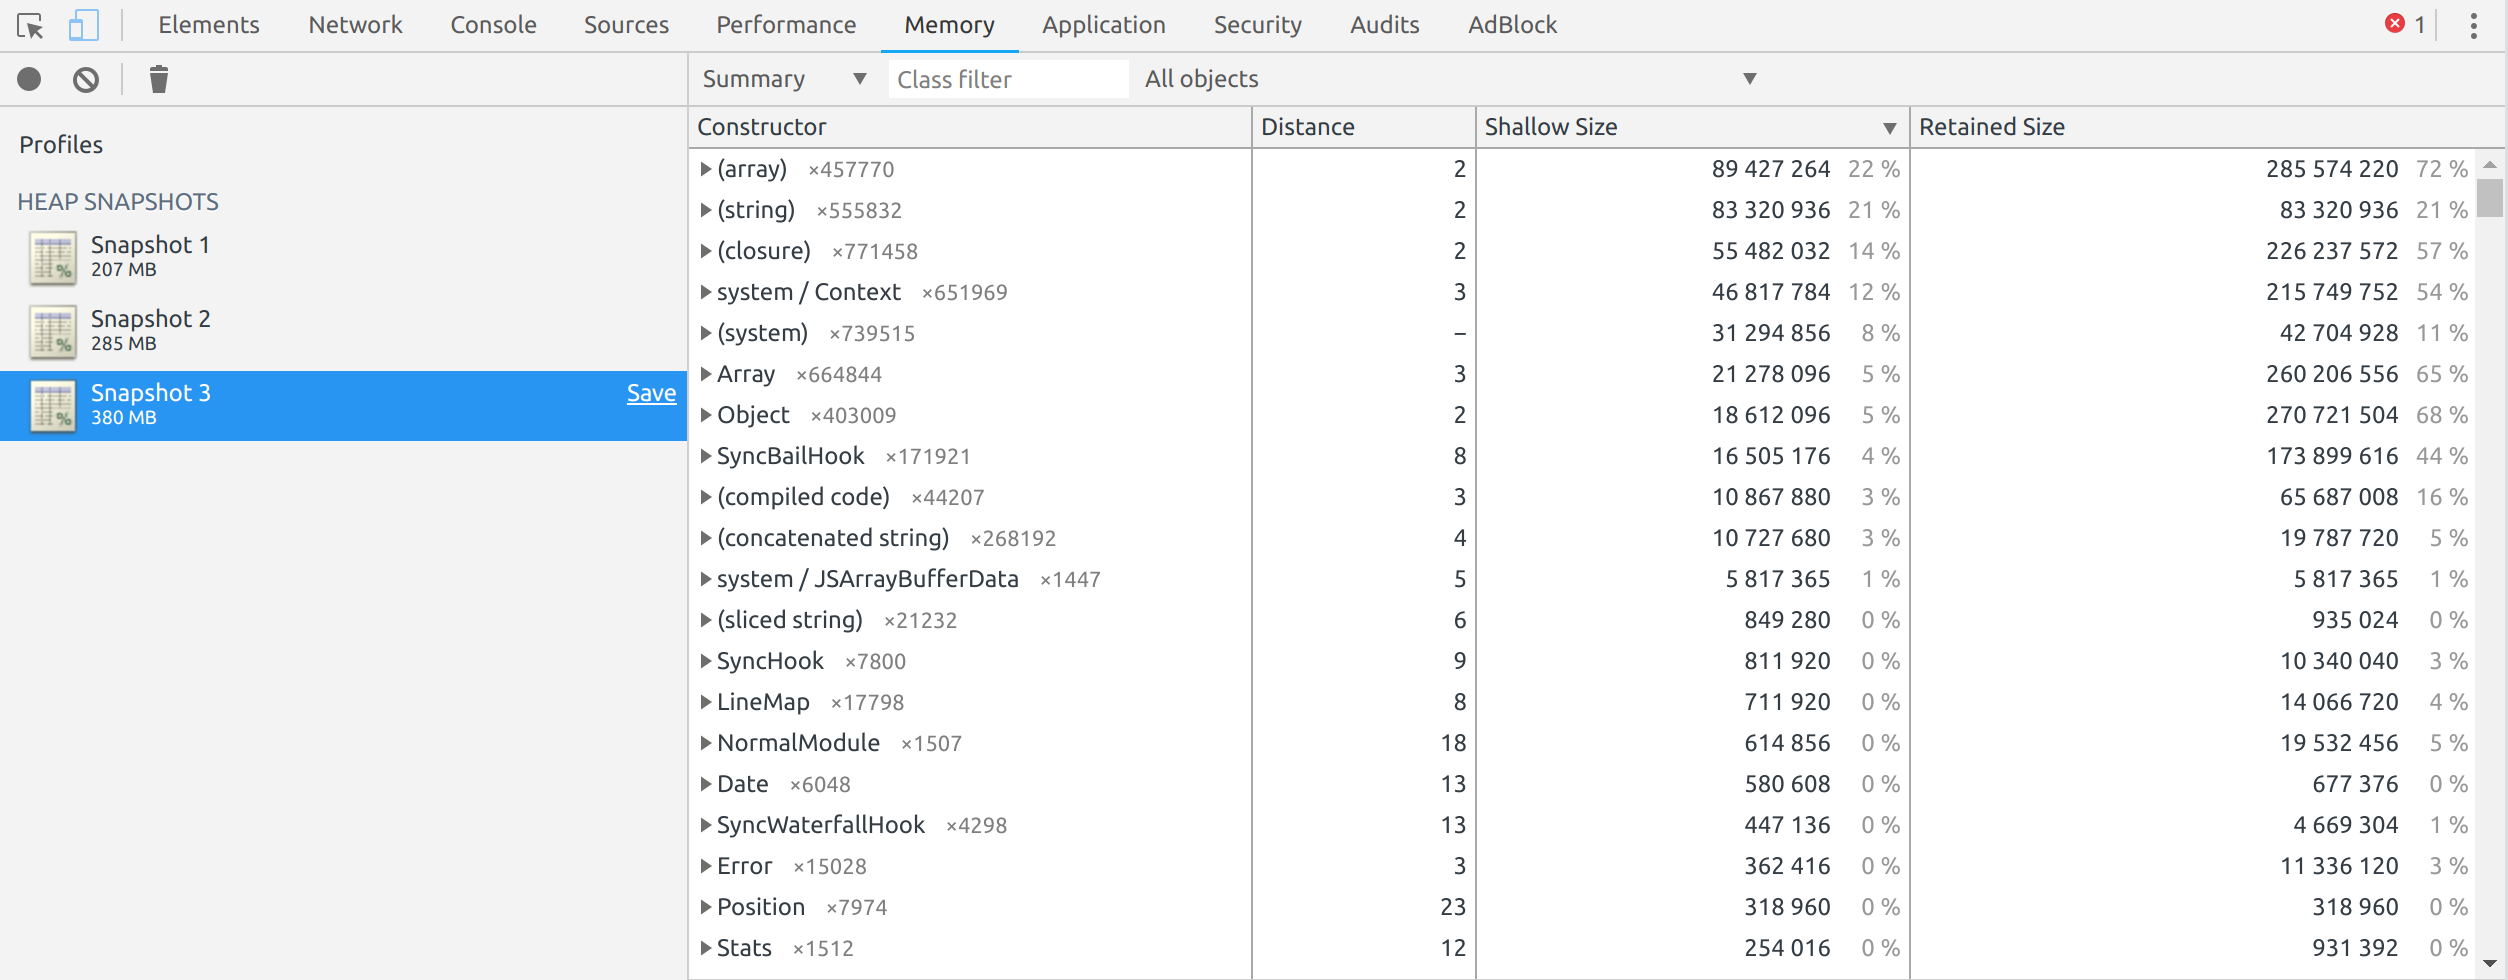 Elements Network Console Sources Performance Memory Application Security Audits AdBlock 1
Summary Class filter All objects
Profiles
HEAP SNAPSHOTS
Snapshot 1
207 MB
Snapshot 2
285 MB
Snapshot 3 Save
380 MB
Constructor Distance Shallow Size Retained Size
(array) ×457770 2 89 427 264 22 % 285 574 220 72 %
(string) ×555832 2 83 320 936 21 % 83 320 936 21 %
(closure) ×771458 2 55 482 032 14 % 226 237 572 57 %
system / Context ×651969 3 46 817 784 12 % 215 749 752 54 %
(system) ×739515 – 31 294 856 8 % 42 704 928 11 %
Array ×664844 3 21 278 096 5 % 260 206 556 65 %
Object ×403009 2 18 612 096 5 % 270 721 504 68 %
SyncBailHook ×171921 8 16 505 176 4 % 173 899 616 44 %
(compiled code) ×44207 3 10 867 880 3 % 65 687 008 16 %
(concatenated string) ×268192 4 10 727 680 3 % 19 787 720 5 %
system / JSArrayBufferData ×1447 5 5 817 365 1 % 5 817 365 1 %
(sliced string) ×21232 6 849 280 0 % 935 024 0 %
SyncHook ×7800 9 811 920 0 % 10 340 040 3 %
LineMap ×17798 8 711 920 0 % 14 066 720 4 %
NormalModule ×1507 18 614 856 0 % 19 532 456 5 %
Date ×6048 13 580 608 0 % 677 376 0 %
SyncWaterfallHook ×4298 13 447 136 0 % 4 669 304 1 %
Error ×15028 3 362 416 0 % 11 336 120 3 %
Position ×7974 23 318 960 0 % 318 960 0 %
Stats ×1512 12 254 016 0 % 931 392 0 %